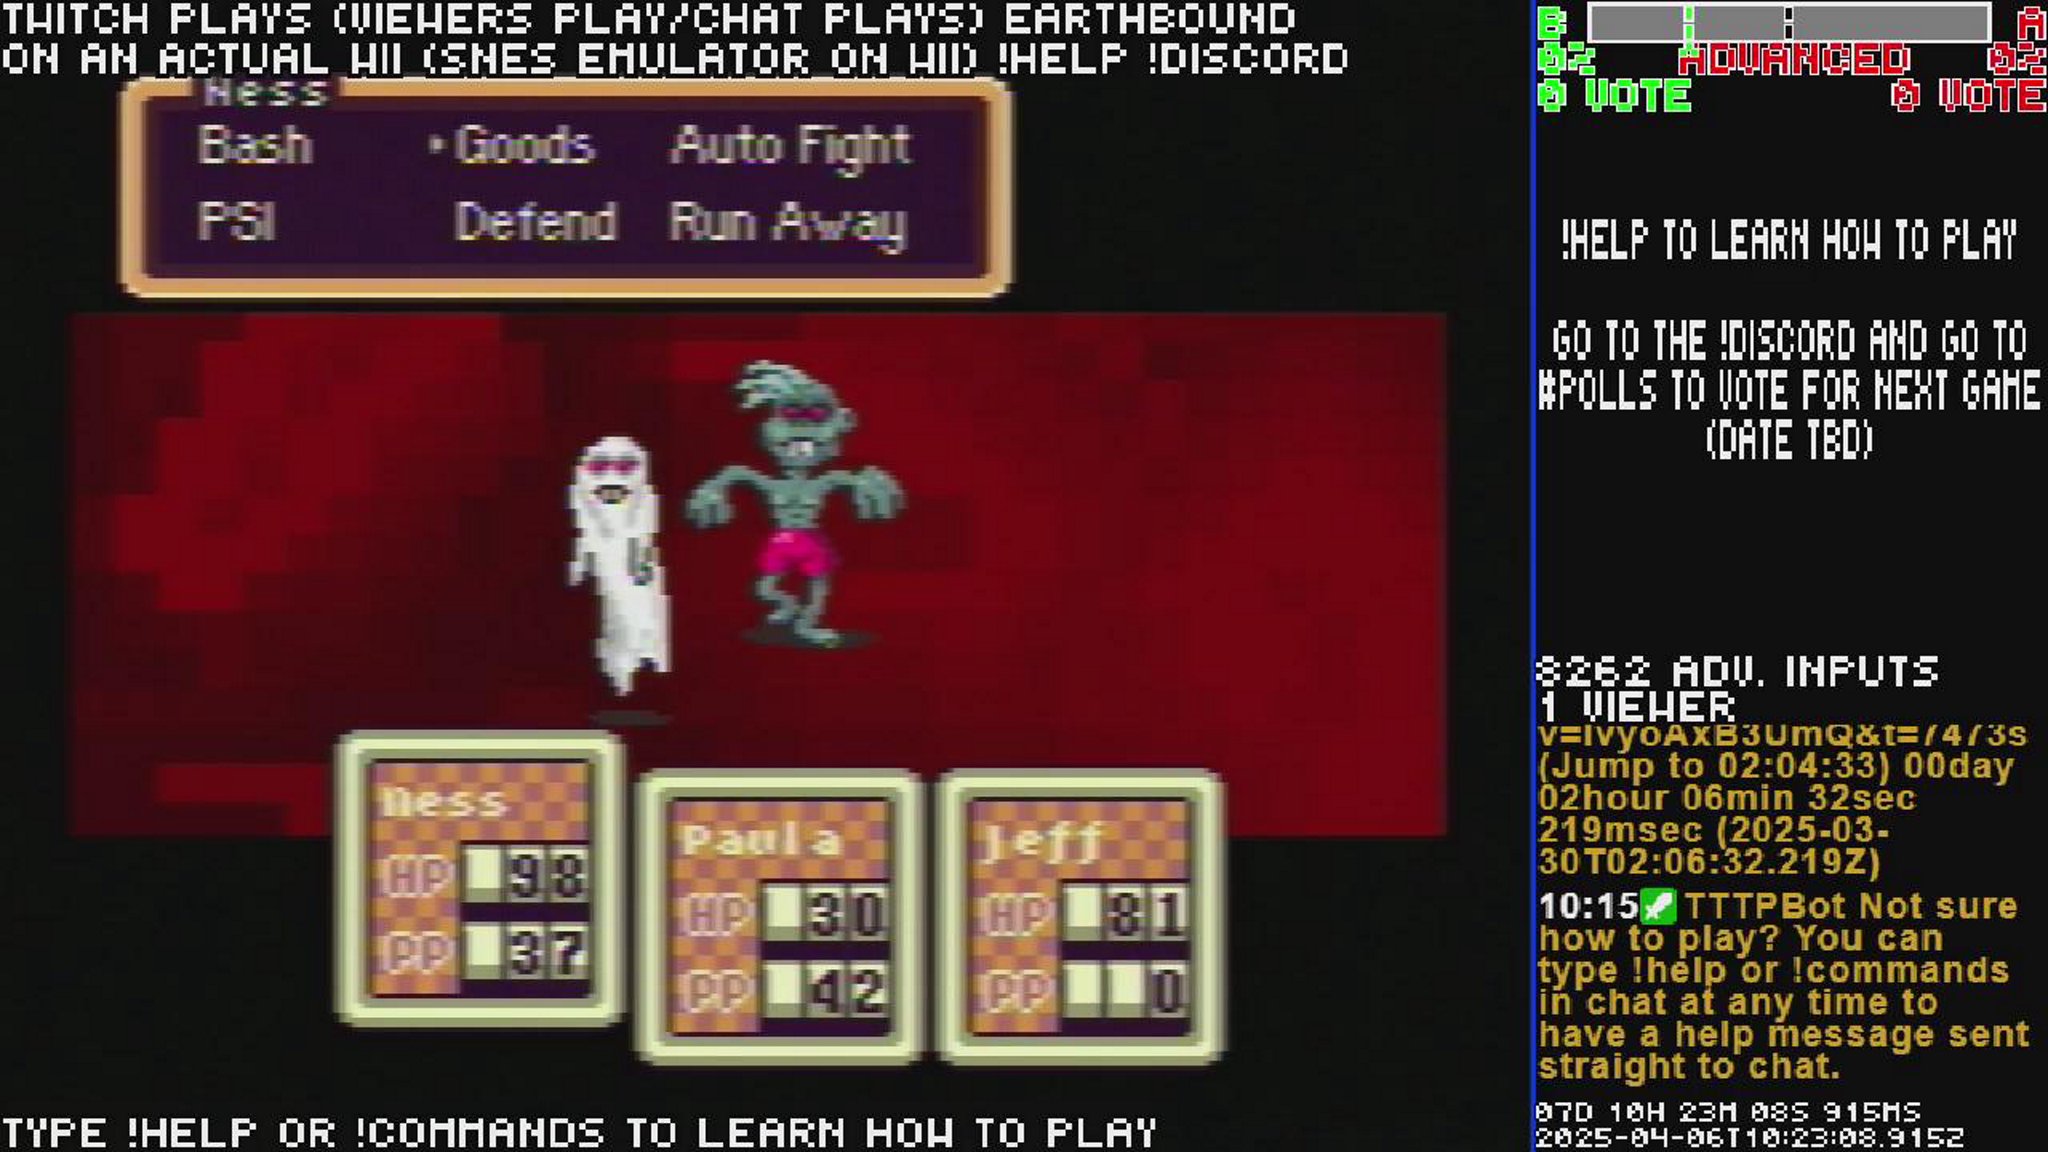 TWITCH PLAYS (VIEWERS PLAY/CHAT PLAYS) EARTHBOUND
ON AN ACTUAL WII (SNES EMULATOR ON WII) !HELP !DISCORD
Ness
Bash •Goods Auto Fight
PSI Defend Run Away
Ness
HP 98
PP 37
Paula
HP 30
PP 42
Jeff
HP 81
PP 0
TYPE !HELP OR !COMMANDS TO LEARN HOW TO PLAY
B A
0% ADVANCED 0%
0 VOTE 0 VOTE
!HELP TO LEARN HOW TO PLAY
GO TO THE !DISCORD AND GO TO
#POLLS TO VOTE FOR NEXT GAME
(DATE TBD)
8262 ADV. INPUTS
1 VIEWER
v=IvyoAxB3UmQ&t=7473s
(Jump to 02:04:33) 00day
02hour 06min 32sec
219msec (2025-03-
30T02:06:32.219Z)
10:15 TTTPBot Not sure
how to play? You can
type !help or !commands
in chat at any time to
have a help message sent
straight to chat.
07D 10H 23M 08S 915MS
2025-04-06T10:23:08.915Z